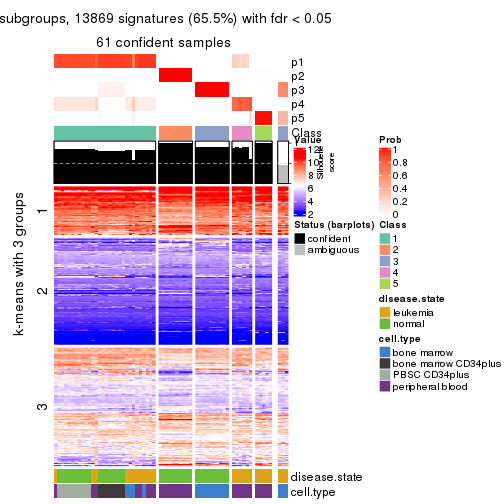 subgroups, 13869 signatures (65.5%) with fdr < 0.05
61 confident samples
p1
p2
p3
p4
p5
Class
Silhouette
score
k-means with 3 groups
1
2
3
disease.state
cell.type
Value
12
10
8
6
4
2
Prob
1
0.8
0.6
0.4
0.2
0
Status (barplots)
confident
ambiguous
Class
1
2
3
4
5
disease.state
leukemia
normal
cell.type
bone marrow
bone marrow CD34plus
PBSC CD34plus
peripheral blood